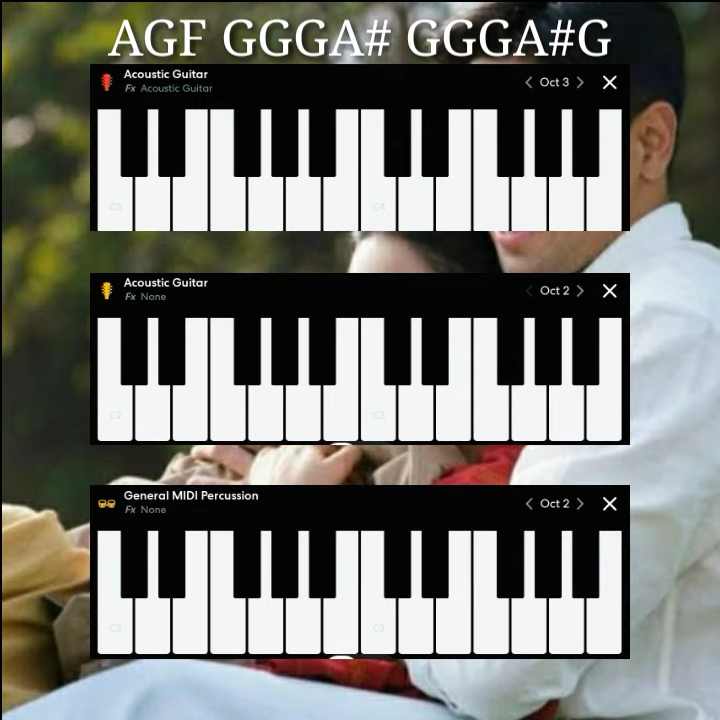 AGF GGGA# GGGA#G
Acoustic Guitar
Fx Acoustic Guitar
Oct 3
C3
C4
Acoustic Guitar
Fx None
Oct 2
C2
C3
General MIDI Percussion
Fx None
Oct 2
C2
C3